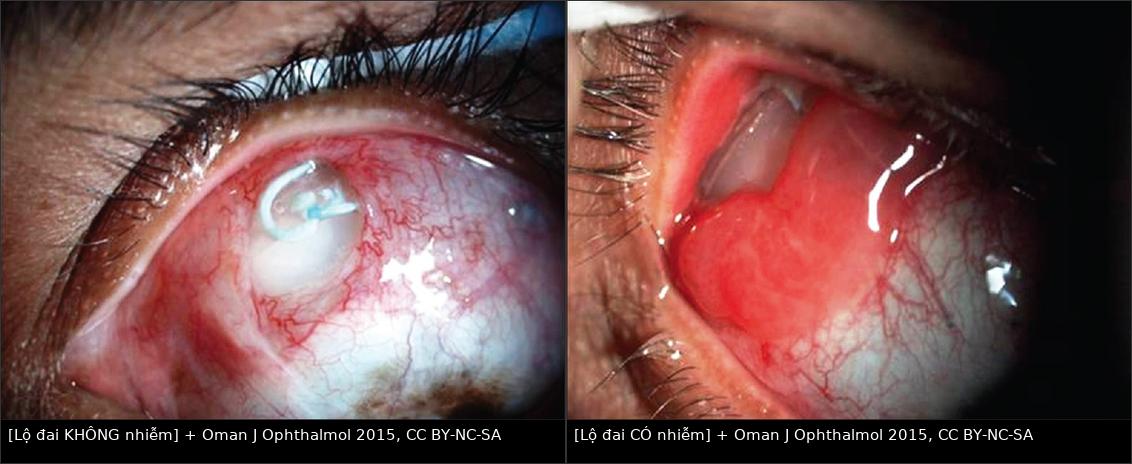 [Lộ đai KHÔNG nhiễm] + Oman J Ophthalmol 2015, CC BY-NC-SA
[Lộ đai CÓ nhiễm] + Oman J Ophthalmol 2015, CC BY-NC-SA